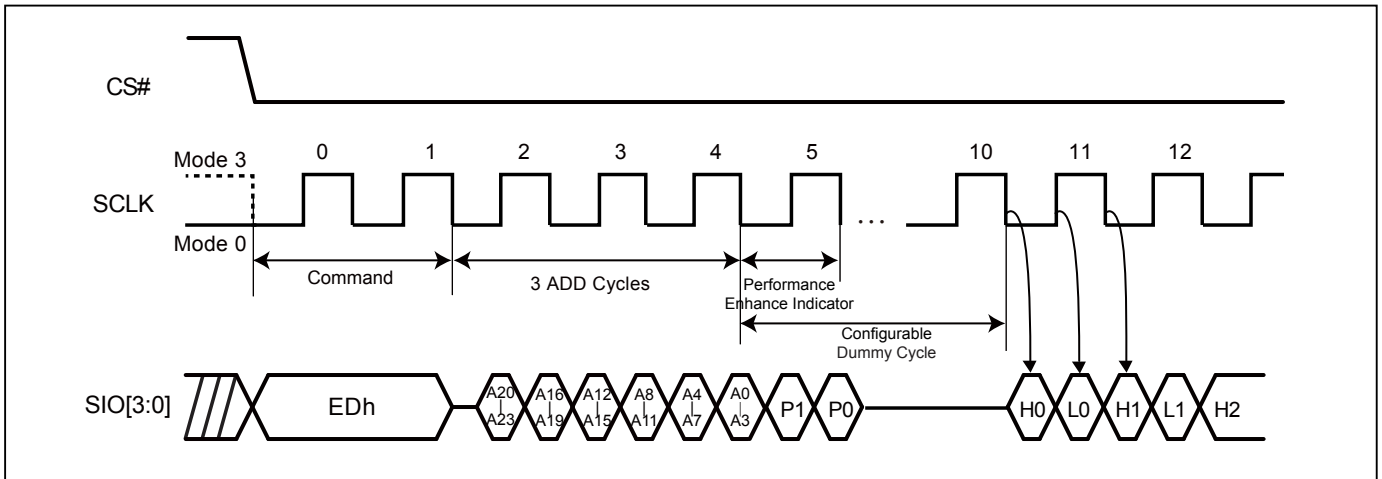 CS#
0 1 2 3 4 5 10 11 12
Mode 3
SCLK
...
Mode 0
Command
3 ADD Cycles
Performance
Enhance Indicator
Configurable
Dummy Cycle
SIO[3:0]
EDh
A20 | A23
A16 | A19
A12 | A15
A8 | A11
A4 | A7
A0 | A3
P1
P0
H0
L0
H1
L1
H2